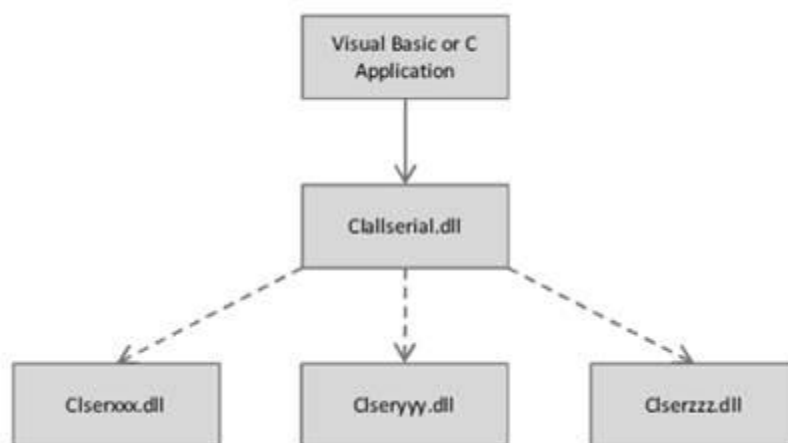 Visual Basic or C
Application
Clallserial.dll
Clserxxx.dll
Clseryyy.dll
Clserzzz.dll